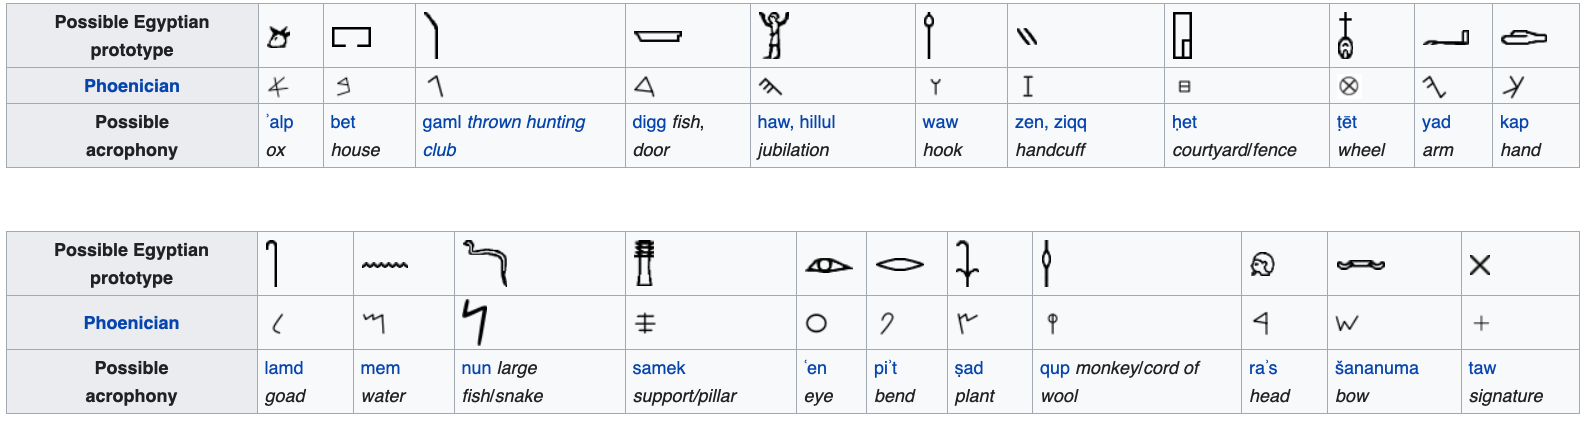 Possible Egyptian
prototype
Phoenician 𐤀 𐤁 𐤂 𐤃 𐤄 𐤅 𐤆 𐤇 𐤈 𐤉 𐤊
Possible ʾalp bet gaml thrown hunting digg fish, haw, hillul waw zen, ziqq ḥet ṭēt yad kap
acrophony ox house club door jubilation hook handcuff courtyard/fence wheel arm hand
Possible Egyptian
prototype
Phoenician 𐤋 𐤌 𐤍 𐤎 𐤏 𐤐 𐤑 𐤒 𐤓 𐤔 𐤕
Possible lamd mem nun large samek ʿen piʾt ṣad qup monkey/cord of raʾs šananuma taw
acrophony goad water fish/snake support/pillar eye bend plant wool head bow signature